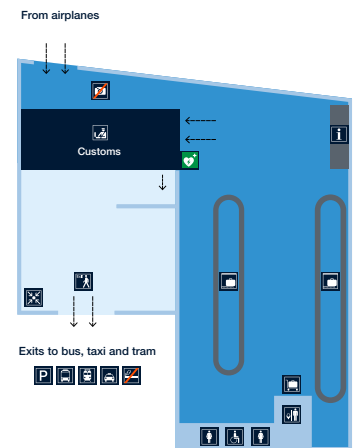 From airplanes
Customs
i
Exits to bus, taxi and tram
P